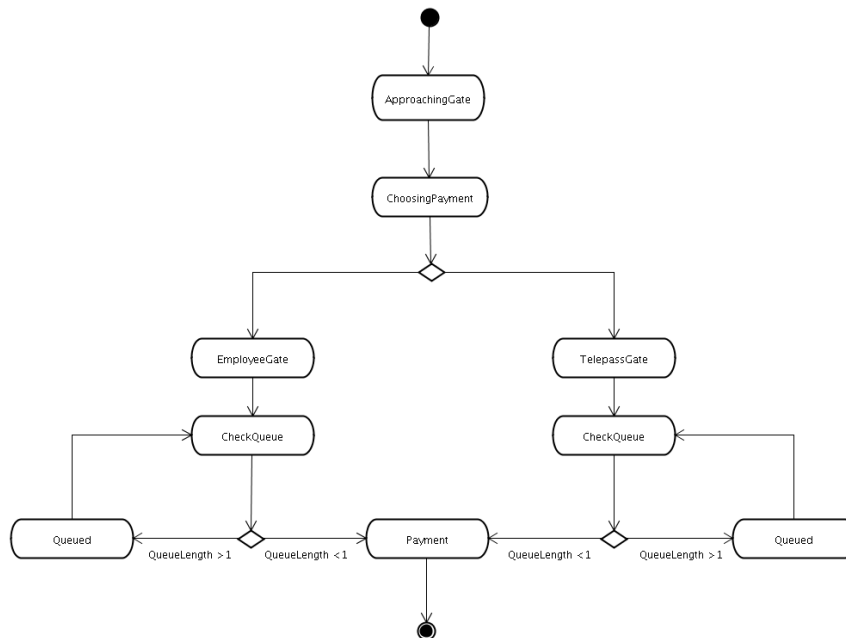 ApproachingGate
ChoosingPayment
EmployeeGate
TelepassGate
CheckQueue
CheckQueue
Queued
Payment
Queued
QueueLength >1
QueueLength <1
QueueLength <1
QueueLength >1